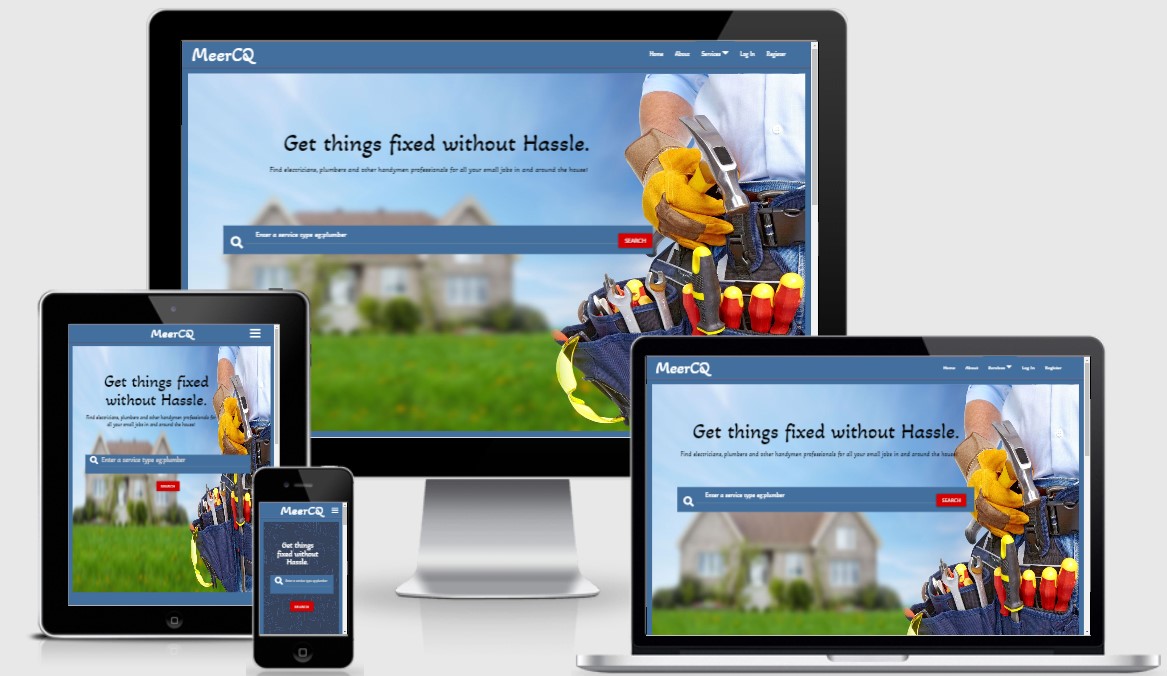 MeerCQ
Home About Services Log In Register
Get things fixed without Hassle.
Find electricians, plumbers and other handymen professionals for all your small jobs in and around the house!
Enter a service type eg:plumber
SEARCH
MeerCQ
Get things fixed
without Hassle.
Find electricians, plumbers and other handymen professionals for
all your small jobs in and around the house!
Enter a service type eg:plumber
SEARCH
MeerCQ
Get things
fixed without
Hassle.
Enter a service type eg:plumber
SEARCH
MeerCQ
Home About Services Log In Register
Get things fixed without Hassle.
Find electricians, plumbers and other handymen professionals for all your small jobs in and around the house!
Enter a service type eg:plumber
SEARCH